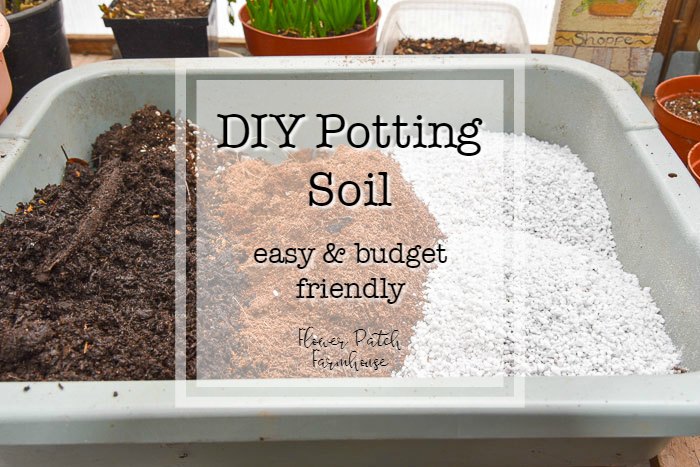 Shoppe
DIY Potting
Soil
easy & budget
friendly
Flower Patch
Farmhouse